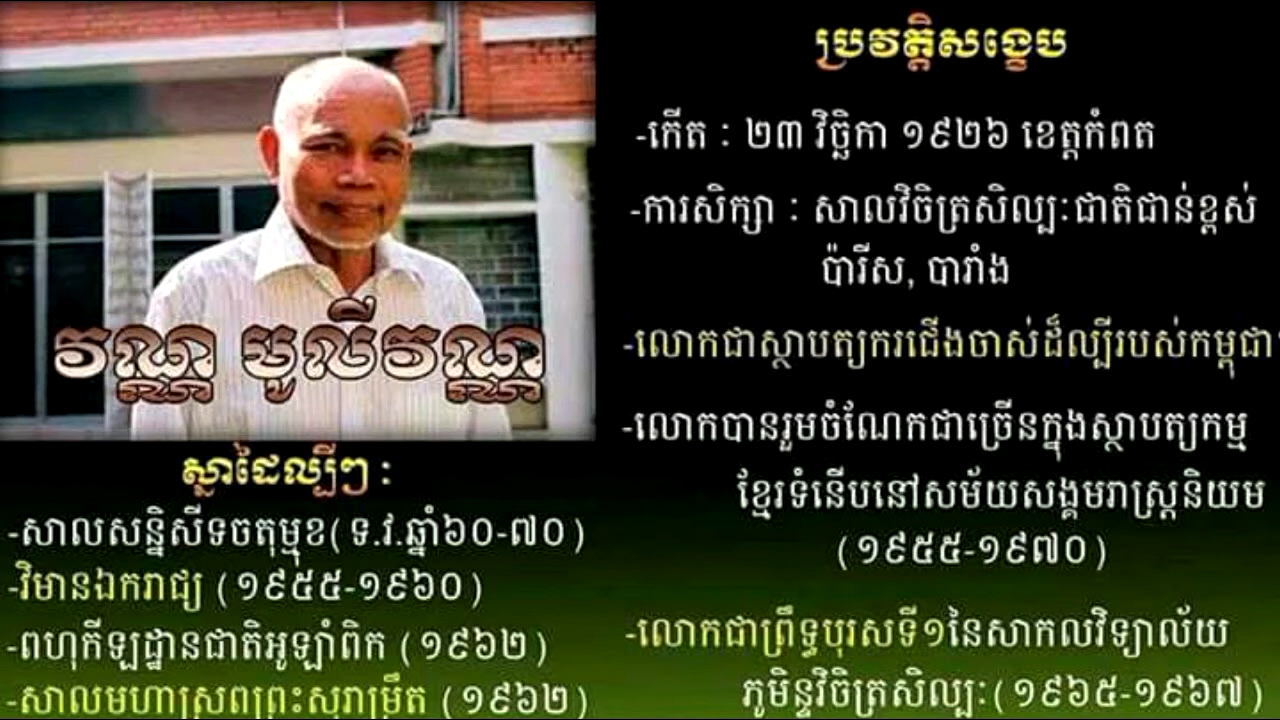 វណ្ណ មូលីវណ្ណ
ស្នាដៃល្បីៗ :
-សាលសន្និសីទចតុម្មុខ( ទ.វ.ឆ្នាំ៦០-៧០ )
-វិមានឯករាជ្យ ( ១៩៥៥-១៩៦០ )
-ពហុកីឡដ្ឋានជាតិអូឡាំពិក ( ១៩៦២ )
-សាលមហាស្រពព្រះសុរាម្រឹត ( ១៩៦២ )
ប្រវត្តិសង្ខេប
-កើត : ២៣ វិច្ឆិកា ១៩២៦ ខេត្តកំពត
-ការសិក្សា : សាលវិចិត្រសិល្បៈជាតិជាន់ខ្ពស់
ប៉ារីស, បារាំង
-លោកជាស្ថាបត្យករជើងចាស់ដ៏ល្បីរបស់កម្ពុជា
-លោកបានរួមចំណែកជាច្រើនក្នុងស្ថាបត្យកម្ម
ខ្មែរទំនើបនៅសម័យសង្គមរាស្ត្រនិយម
( ១៩៥៥-១៩៧០ )
-លោកជាព្រឹទ្ធបុរសទី១នៃសាកលវិទ្យាល័យ
ភូមិន្ទវិចិត្រសិល្បៈ( ១៩៦៥-១៩៦៧ )